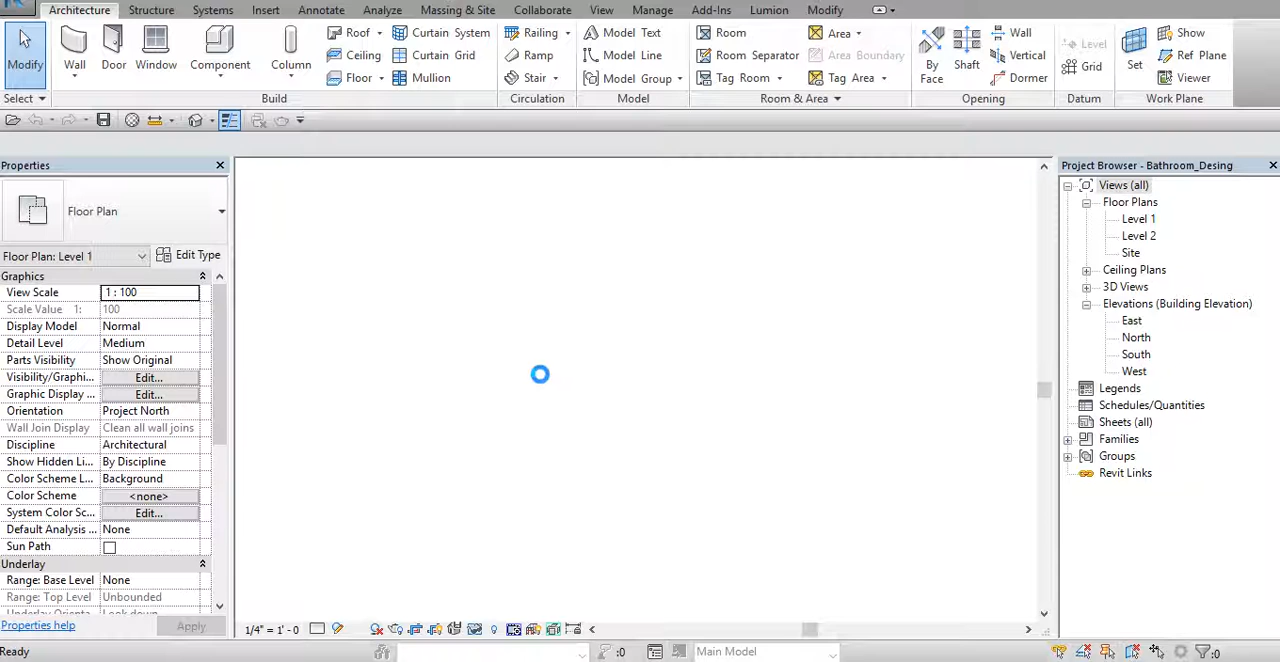 Architecture Structure Systems Insert Annotate Analyze Massing & Site Collaborate View Manage Add-Ins Lumion Modify
Modify Wall Door Window Component Column Roof Ceiling Floor Curtain System Curtain Grid Mullion Railing Ramp Stair Model Text Model Line Model Group Room Room Separator Tag Room Area Area Boundary Tag Area By Face Shaft Wall Vertical Dormer Level Grid Set Show Ref Plane Viewer
Select Build Circulation Model Room & Area Opening Datum Work Plane
Properties
Floor Plan
Floor Plan: Level 1 Edit Type
Graphics
View Scale 1 : 100
Scale Value 1: 100
Display Model Normal
Detail Level Medium
Parts Visibility Show Original
Visibility/Graphi... Edit...
Graphic Display ... Edit...
Orientation Project North
Wall Join Display Clean all wall joins
Discipline Architectural
Show Hidden Li... By Discipline
Color Scheme L... Background
Color Scheme <none>
System Color Sc... Edit...
Default Analysis ... None
Sun Path
Underlay
Range: Base Level None
Range: Top Level Unbounded
Properties help Apply
1/4" = 1' - 0
Project Browser - Bathroom_Desing
Views (all)
Floor Plans
Level 1
Level 2
Site
Ceiling Plans
3D Views
Elevations (Building Elevation)
East
North
South
West
Legends
Schedules/Quantities
Sheets (all)
Families
Groups
Revit Links
Ready :0 Main Model :0